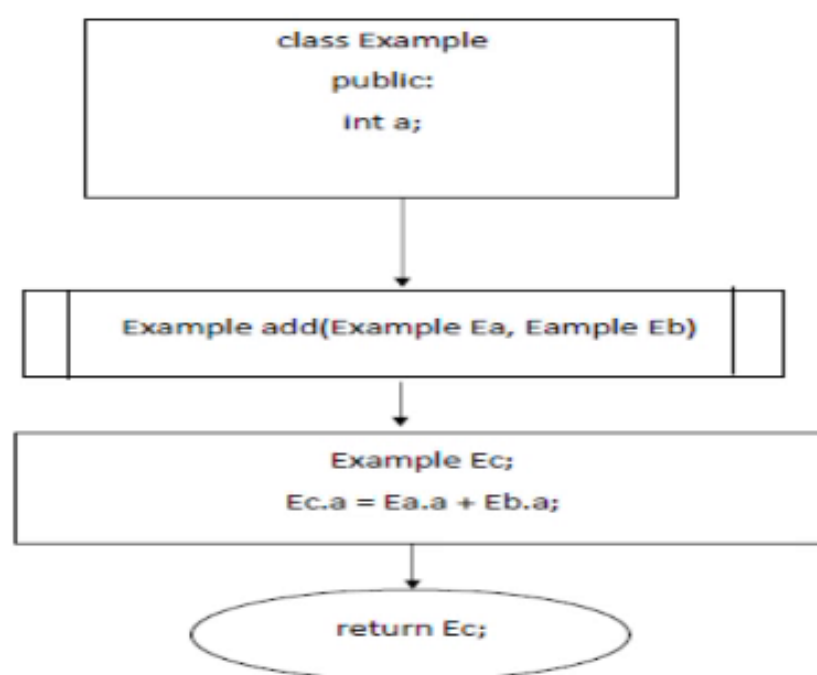 class Example
public:
int a;
Example add(Example Ea, Eample Eb)
Example Ec;
Ec.a = Ea.a + Eb.a;
return Ec;